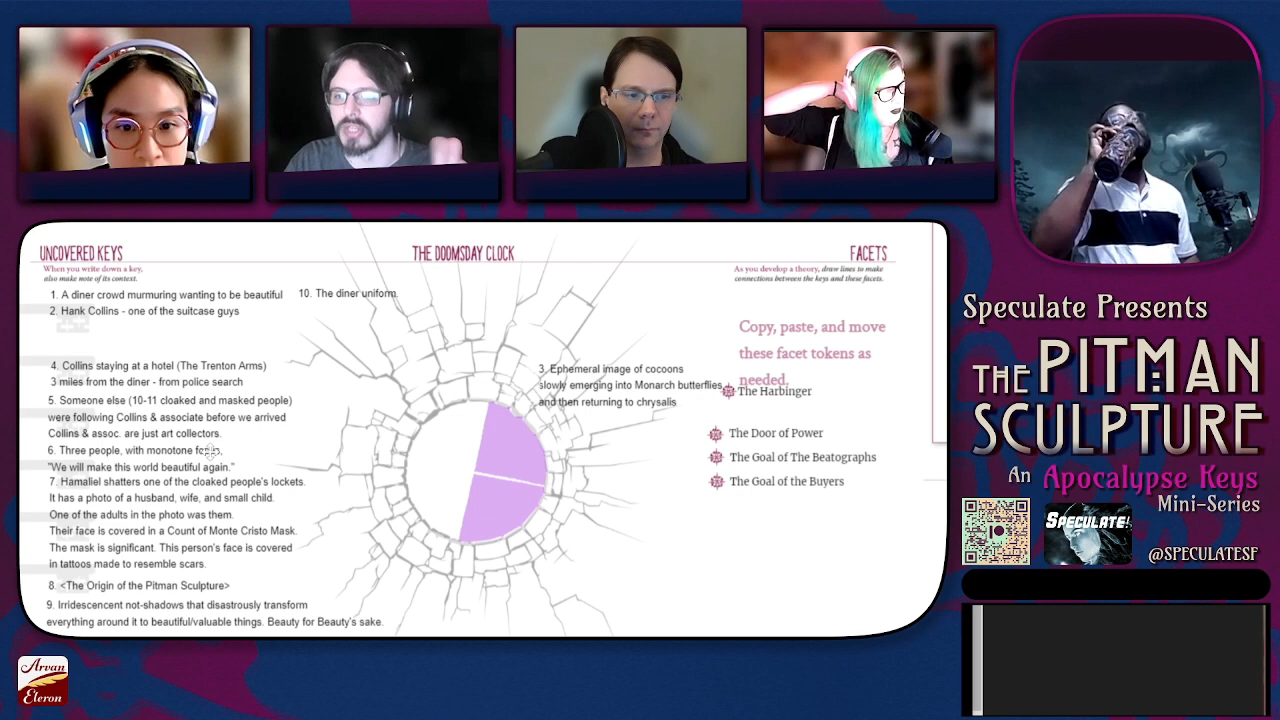 UNCOVERED KEYS
When you write down a key,
also make note of its context.
1. A diner crowd murmuring wanting to be beautiful
2. Hank Collins - one of the suitcase guys
4. Collins staying at a hotel (The Trenton Arms)
3 miles from the diner - from police search
5. Someone else (10-11 cloaked and masked people)
were following Collins & associate before we arrived
Collins & assoc. are just art collectors.
6. Three people, with monotone
"We will make this world beautiful again."
7. Hamaliel shatters one of the cloaked people's lockets.
It has a photo of a husband, wife, and small child.
One of the adults in the photo was them.
Their face is covered in a Count of Monte Cristo Mask.
The mask is significant. This person's face is covered
in tattoos made to resemble scars.
8. <The Origin of the Pitman Sculpture>
9. Irridescencent not-shadows that disastrously transform
everything around it to beautiful/valuable things. Beauty for Beauty's sake.
THE DOOMSDAY CLOCK
10. The diner uniform.
3. Ephemeral image of cocoons
slowly emerging into Monarch butterflies,
and then returning to chrysalis
FACETS
As you develop a theory, draw lines to make
connections between the keys and these facets.
Copy, paste, and move
these facet tokens as
needed.
The Harbinger
The Door of Power
The Goal of The Beatographs
The Goal of the Buyers
Speculate Presents
THE PITMAN
SCULPTURE
An Apocalypse Keys
Mini-Series
SPECULATE!
@SPECULATESF
Arvan
Eleron